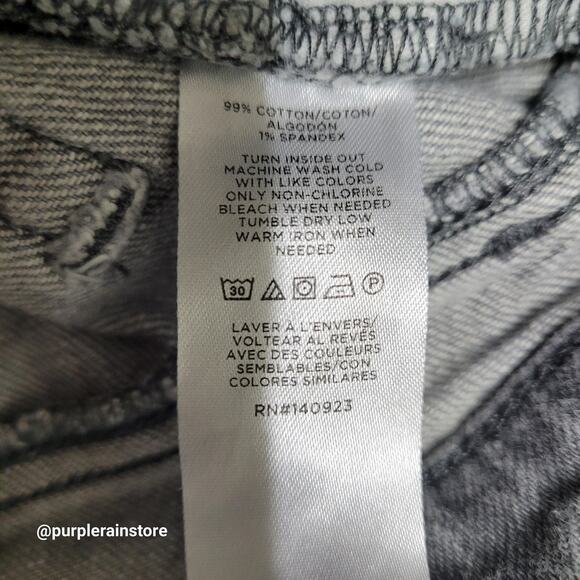 99% COTTON/COTON/
ALGODÓN
1% SPANDEX
TURN INSIDE OUT
MACHINE WASH COLD
WITH LIKE COLORS
ONLY NON-CHLORINE
BLEACH WHEN NEEDED
TUMBLE DRY LOW
WARM IRON WHEN
NEEDED
30 P
LAVER À L'ENVERS/
VOLTEAR AL REVÉS
AVEC DES COULEURS
SEMBLABLES/CON
COLORES SIMILARES
RN#140923
@purplerainstore